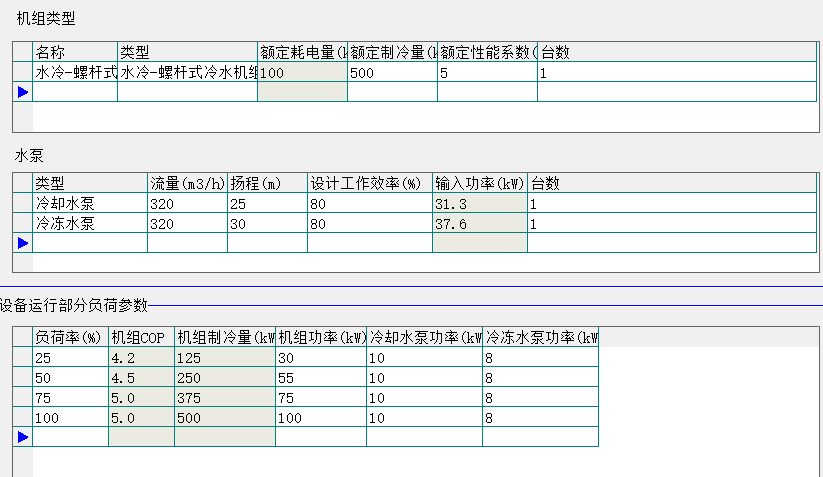 机组类型
名称 类型 额定耗电量(k 额定制冷量(k 额定性能系数( 台数
水冷-螺杆式 水冷-螺杆式冷水机组 100 500 5 1
水泵
类型 流量(m3/h) 扬程(m) 设计工作效率(%) 输入功率(kW) 台数
冷却水泵 320 25 80 31.3 1
冷冻水泵 320 30 80 37.6 1
设备运行部分负荷参数
负荷率(%) 机组COP 机组制冷量(kW 机组功率(kW) 冷却水泵功率(kW 冷冻水泵功率(kW
25 4.2 125 30 10 8
50 4.5 250 55 10 8
75 5.0 375 75 10 8
100 5.0 500 100 10 8